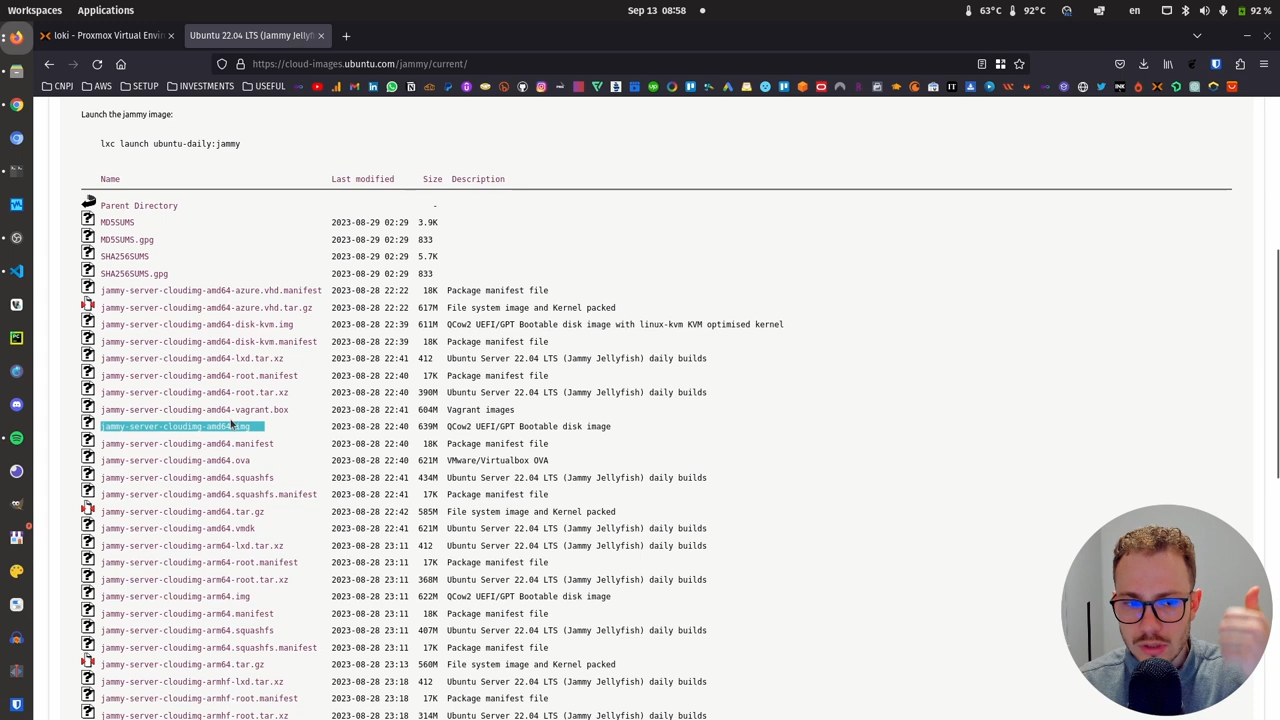 Workspaces Applications Sep 13 08:58 63°C 92°C en 92 %
loki - Proxmox Virtual Envir Ubuntu 22.04 LTS (Jammy Jellyf
https://cloud-images.ubuntu.com/jammy/current/
CNPJ AWS SETUP INVESTMENTS USEFUL
Launch the jammy image:
lxc launch ubuntu-daily:jammy
Name Last modified Size Description
Parent Directory -
MD5SUMS 2023-08-29 02:29 3.9K
MD5SUMS.gpg 2023-08-29 02:29 833
SHA256SUMS 2023-08-29 02:29 5.7K
SHA256SUMS.gpg 2023-08-29 02:29 833
jammy-server-cloudimg-amd64-azure.vhd.manifest 2023-08-28 22:22 18K Package manifest file
jammy-server-cloudimg-amd64-azure.vhd.tar.gz 2023-08-28 22:22 617M File system image and Kernel packed
jammy-server-cloudimg-amd64-disk-kvm.img 2023-08-28 22:39 611M QCow2 UEFI/GPT Bootable disk image with linux-kvm KVM optimised kernel
jammy-server-cloudimg-amd64-disk-kvm.manifest 2023-08-28 22:39 18K Package manifest file
jammy-server-cloudimg-amd64-lxd.tar.xz 2023-08-28 22:41 412 Ubuntu Server 22.04 LTS (Jammy Jellyfish) daily builds
jammy-server-cloudimg-amd64-root.manifest 2023-08-28 22:40 17K Package manifest file
jammy-server-cloudimg-amd64-root.tar.xz 2023-08-28 22:40 390M Ubuntu Server 22.04 LTS (Jammy Jellyfish) daily builds
jammy-server-cloudimg-amd64-vagrant.box 2023-08-28 22:41 604M Vagrant images
jammy-server-cloudimg-amd64.img 2023-08-28 22:40 639M QCow2 UEFI/GPT Bootable disk image
jammy-server-cloudimg-amd64.manifest 2023-08-28 22:40 18K Package manifest file
jammy-server-cloudimg-amd64.ova 2023-08-28 22:40 621M VMware/Virtualbox OVA
jammy-server-cloudimg-amd64.squashfs 2023-08-28 22:41 434M Ubuntu Server 22.04 LTS (Jammy Jellyfish) daily builds
jammy-server-cloudimg-amd64.squashfs.manifest 2023-08-28 22:41 17K Package manifest file
jammy-server-cloudimg-amd64.tar.gz 2023-08-28 22:42 585M File system image and Kernel packed
jammy-server-cloudimg-amd64.vmdk 2023-08-28 22:41 621M Ubuntu Server 22.04 LTS (Jammy Jellyfish) daily builds
jammy-server-cloudimg-arm64-lxd.tar.xz 2023-08-28 23:11 412 Ubuntu Server 22.04 LTS (Jammy Jellyfish) daily builds
jammy-server-cloudimg-arm64-root.manifest 2023-08-28 23:11 17K Package manifest file
jammy-server-cloudimg-arm64-root.tar.xz 2023-08-28 23:11 368M Ubuntu Server 22.04 LTS (Jammy Jellyfish) daily builds
jammy-server-cloudimg-arm64.img 2023-08-28 23:11 622M QCow2 UEFI/GPT Bootable disk image
jammy-server-cloudimg-arm64.manifest 2023-08-28 23:11 18K Package manifest file
jammy-server-cloudimg-arm64.squashfs 2023-08-28 23:11 407M Ubuntu Server 22.04 LTS (Jammy Jellyfish) daily builds
jammy-server-cloudimg-arm64.squashfs.manifest 2023-08-28 23:11 17K Package manifest file
jammy-server-cloudimg-arm64.tar.gz 2023-08-28 23:13 560M File system image and Kernel packed
jammy-server-cloudimg-armhf-lxd.tar.xz 2023-08-28 23:18 412 Ubuntu Server 22.04 LTS (Jammy Jellyfish) daily builds
jammy-server-cloudimg-armhf-root.manifest 2023-08-28 23:18 17K Package manifest file
jammy-server-cloudimg-armhf-root.tar.xz 2023-08-28 23:18 314M Ubuntu Server 22.04 LTS (Jammy Jellyfish) daily builds